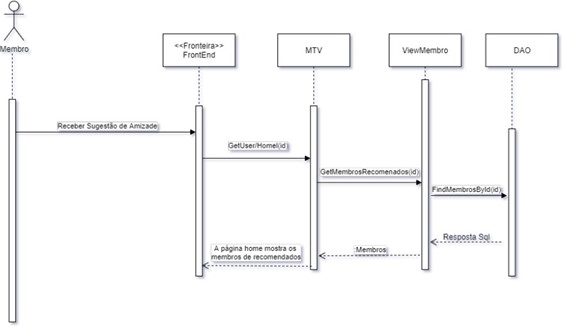 Membro
<<Fronteira>>
FrontEnd
MTV
ViewMembro
DAO
Receber Sugestão de Amizade
GetUser/HomeI(id)
GetMembrosRecomenados(id)
FindMembrosById(id)
Resposta Sql
Membros
A página home mostra os
membros de recomendados